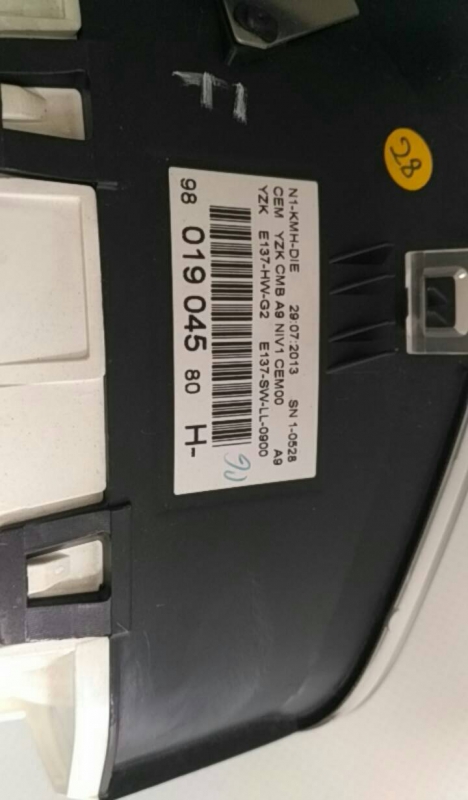 N1-KMH-DIE 29:07:2013 SN 1-0528
CEM YZK CMB A9 NIV1 CEM00 A9
YZK E137-HW-G2 E137-SW-LL-0900
98 019 045 80 H-
28